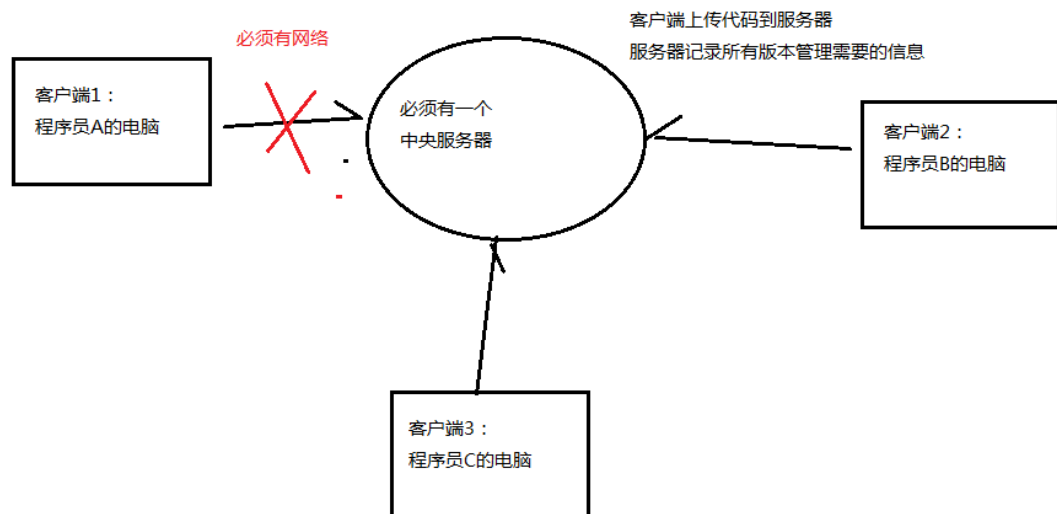 客户端上传代码到服务器
服务器记录所有版本管理需要的信息
必须有网络
客户端1：
程序员A的电脑
必须有一个
中央服务器
客户端2：
程序员B的电脑
客户端3：
程序员C的电脑